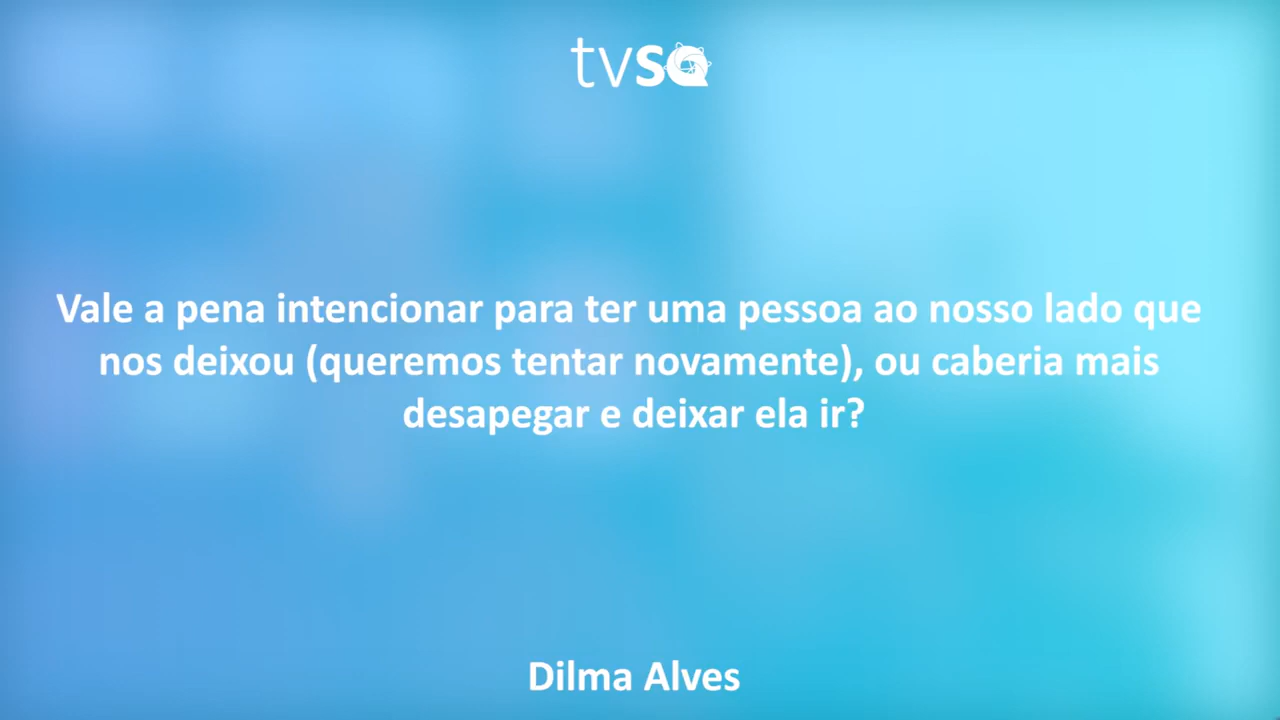 tvsa
Vale a pena intencionar para ter uma pessoa ao nosso lado que
nos deixou (queremos tentar novamente), ou caberia mais
desapegar e deixar ela ir?
Dilma Alves